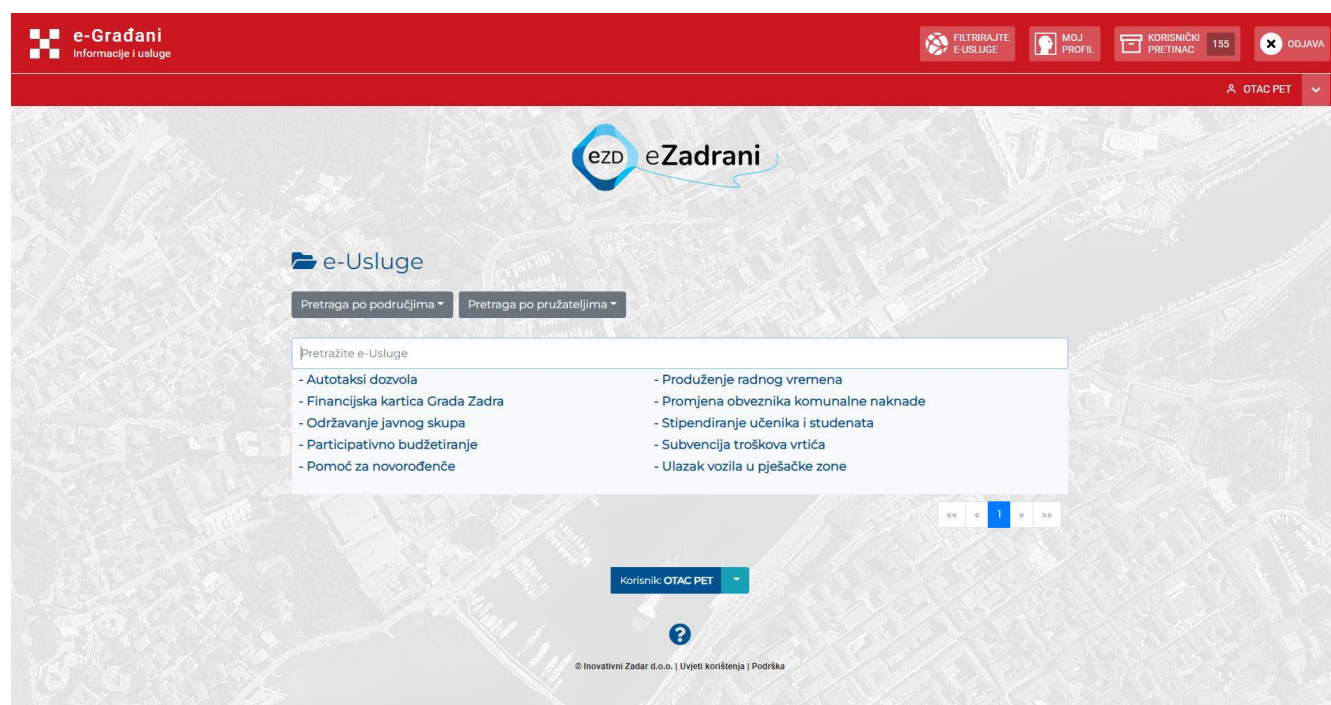 e-Građani
Informacije i usluge
FILTRIRAJTE
E-USLUGE
MOJ
PROFIL
KORISNIČKI
PRETINAC
155
ODJAVA
OTAC PET
ezd eZadrani
e-Usluge
Pretraga po područjima
Pretraga po pružateljima
Pretražite e-Usluge
- Autotaksi dozvola
- Financijska kartica Grada Zadra
- Održavanje javnog skupa
- Participativno budžetiranje
- Pomoć za novorođenče
- Produženje radnog vremena
- Promjena obveznika komunalne naknade
- Stipendiranje učenika i studenata
- Subvencija troškova vrtića
- Ulazak vozila u pješačke zone
«« « 1 » »»
Korisnik: OTAC PET
?
© Inovativni Zadar d.o.o. | Uvjeti korištenja | Podrška